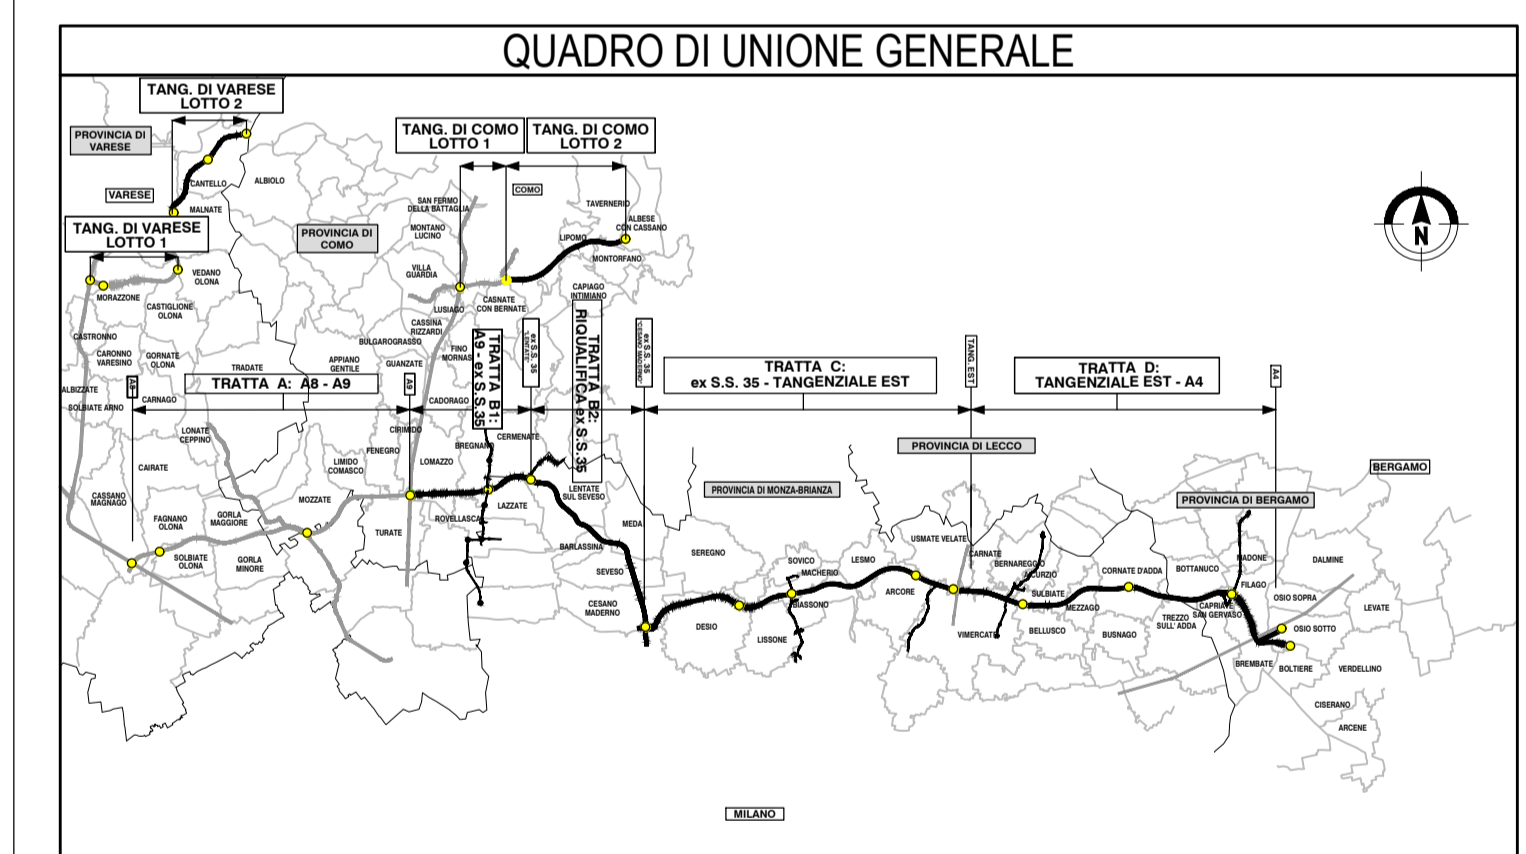 QUADRO DI UNIONE GENERALE
TANG. DI VARESE
LOTTO 2
PROVINCIA DI
VARESE
TANG. DI COMO
LOTTO 1
TANG. DI COMO
LOTTO 2
CANTELLO
ALBIOLO
VARESE
MALNATE
COMO
SAN FERMO
DELLA BATTAGLIA
TAVERNERIO
ALBESE
CON CASSANO
TANG. DI VARESE
LOTTO 1
PROVINCIA DI
COMO
MONTANO
LUCINO
LIPOMO
MONTORFANO
N
VILLA
GUARDIA
VEDANO
OLONA
MORAZZONE
CASTIGLIONE
OLONA
LUSIAGO
CASNATE
CON BERNATE
CAPIAGO
INTIMIANO
CASSINA
RIZZARDI
CASTRONNO
BULGAROGRASSO
CARONNO
VARESINO
GORNATE
OLONA
TRADATE
APPIANO
GENTILE
GUANZATE
FINO
MORNAS
TRATTA B1:
A9 - ex S.S.35
ex S.S. 35
"LENTATE"
TRATTA B2:
RIQUALIFICA ex S.S.35
ex S.S. 35
"CESANO MADERNO"
TRATTA C:
ex S.S. 35 - TANGENZIALE EST
TANG. EST
TRATTA D:
TANGENZIALE EST - A4
A4
ALBIZZATE
A8
TRATTA A: A8 - A9
A9
SOLBIATE ARNO
CARNAGO
CADORAGO
LONATE
CEPPINO
CIRIMIDO
CERMENATE
BREGNANO
FENEGRO
PROVINCIA DI LECCO
BERGAMO
CAIRATE
LIMIDO
COMASCO
LOMAZZO
CASSANO
MAGNAGO
MOZZATE
LENTATE
SUL SEVESO
PROVINCIA DI MONZA-BRIANZA
PROVINCIA DI BERGAMO
FAGNANO
OLONA
GORLA
MAGGIORE
LAZZATE
ROVELLASCA
TURATE
MEDA
SOLBIATE
OLONA
GORLA
MINORE
BARLASSINA
SEVESO
SEREGNO
SOVICO
MACHERIO
LESMO
USMATE VELATE
CARNATE
BERNAREGGIO
AICURZIO
CORNATE D'ADDA
BOTTANUCO
MADONE
DALMINE
FILAGO
CESANO
MADERNO
DESIO
BIASSONO
LISSONE
ARCORE
SULBIATE
MEZZAGO
CAPRIATE
SAN GERVASO
OSIO SOPRA
LEVATE
VIMERCATE
BELLUSCO
BUSNAGO
TREZZO
SULL' ADDA
OSIO SOTTO
BREMBATE
BOLTIERE
VERDELLINO
CISERANO
ARCENE
MILANO